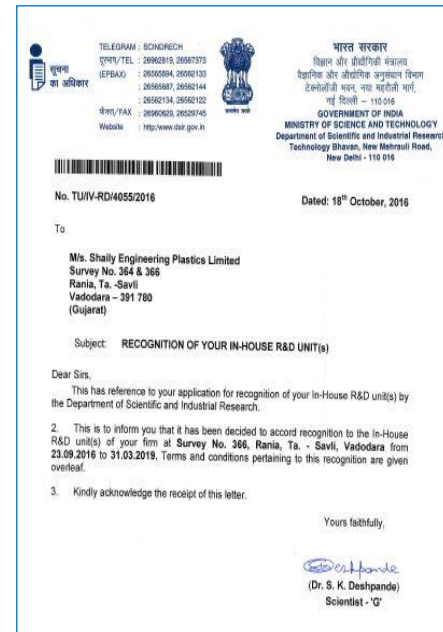 सूचना
का अधिकार
TELEGRAM : SCINDRECH
दूरभाष/TEL : 26962819, 26567373
(EPBAX) : 26565694, 26562133
: 26565687, 26562144
: 26562134, 26562122
फैक्स/FAX : 26960629, 26529745
Website : http:/www.dsir.gov.in
भारत सरकार
विज्ञान और प्रौद्योगिकी मंत्रालय
वैज्ञानिक और औद्योगिक अनुसंधान विभाग
टेक्नोलॉजी भवन, नया महरौली मार्ग,
नई दिल्ली – 110 016
GOVERNMENT OF INDIA
MINISTRY OF SCIENCE AND TECHNOLOGY
Department of Scientific and Industrial Research
Technology Bhavan, New Mehrauli Road,
New Delhi - 110 016
No. TU/IV-RD/4055/2016
Dated: 18th October, 2016
To
M/s. Shaily Engineering Plastics Limited
Survey No. 364 & 366
Rania, Ta. -Savli
Vadodara – 391 780
(Gujarat)
Subject: RECOGNITION OF YOUR IN-HOUSE R&D UNIT(s)
Dear Sirs,
This has reference to your application for recognition of your In-House R&D unit(s) by
the Department of Scientific and Industrial Research.
2. This is to inform you that it has been decided to accord recognition to the In-House
R&D unit(s) of your firm at Survey No. 366, Rania, Ta. - Savli, Vadodara from
23.09.2016 to 31.03.2019. Terms and conditions pertaining to this recognition are given
overleaf.
3. Kindly acknowledge the receipt of this letter.
Yours faithfully,
Deshpande
(Dr. S. K. Deshpande)
Scientist - 'G'